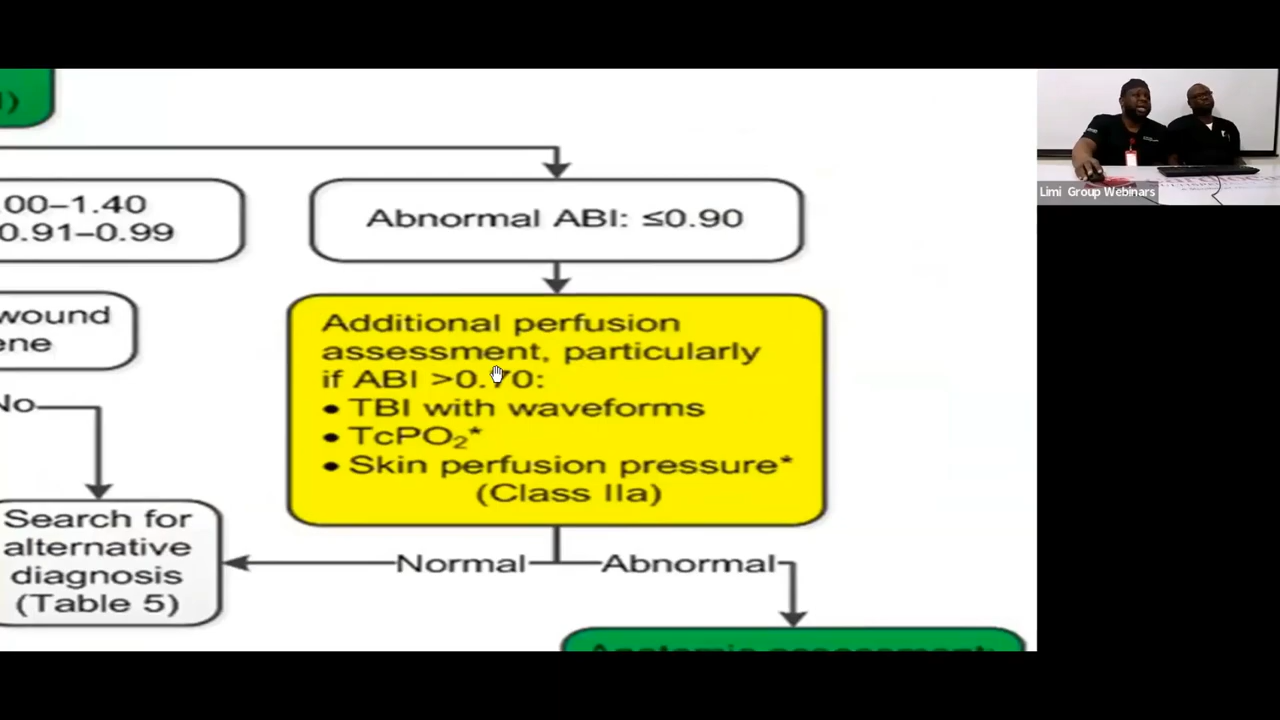 .00–1.40
0.91–0.99
Abnormal ABI: ≤0.90
wound
ene
No
Additional perfusion
assessment, particularly
if ABI >0.70:
• TBI with waveforms
• TcPO₂*
• Skin perfusion pressure*
(Class IIa)
Search for
alternative
diagnosis
(Table 5)
Normal
Abnormal
Limi Group Webinars